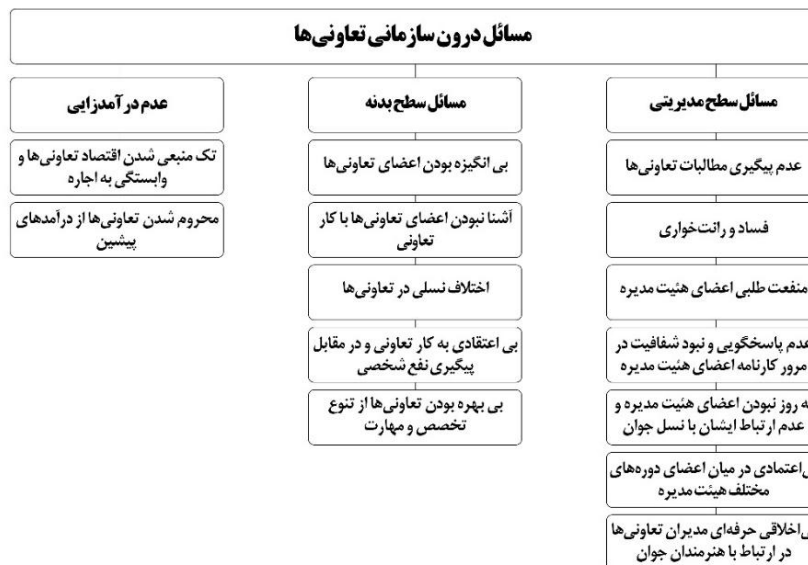 مسائل درون سازمانی تعاونی‌ها
مسائل سطح مدیریتی
عدم پیگیری مطالبات تعاونی‌ها
فساد و رانت‌خواری
منفعت طلبی اعضای هئیت مدیره
عدم پاسخگویی و نبود شفافیت در
مرور کارنامه اعضای هئیت مدیره
به روز نبودن اعضای هئیت مدیره و
عدم ارتباط ایشان با نسل جوان
بی‌اعتمادی در میان اعضای دوره‌های
مختلف هیئت مدیره
بی‌اخلاقی حرفه‌ای مدیران تعاونی‌ها
در ارتباط با هنرمندان جوان
مسائل سطح بدنه
بی انگیزه بودن اعضای تعاونی‌ها
آشنا نبودن اعضای تعاونی‌ها با کار
تعاونی
اختلاف نسلی در تعاونی‌ها
بی اعتقادی به کار تعاونی و در مقابل
پیگیری نفع شخصی
بی بهره بودن تعاونی‌ها از تنوع
تخصص و مهارت
عدم درآمدزایی
تک منبعی شدن اقتصاد تعاونی‌ها و
وابستگی به اجاره
محروم شدن تعاونی‌ها از درآمدهای
پیشین